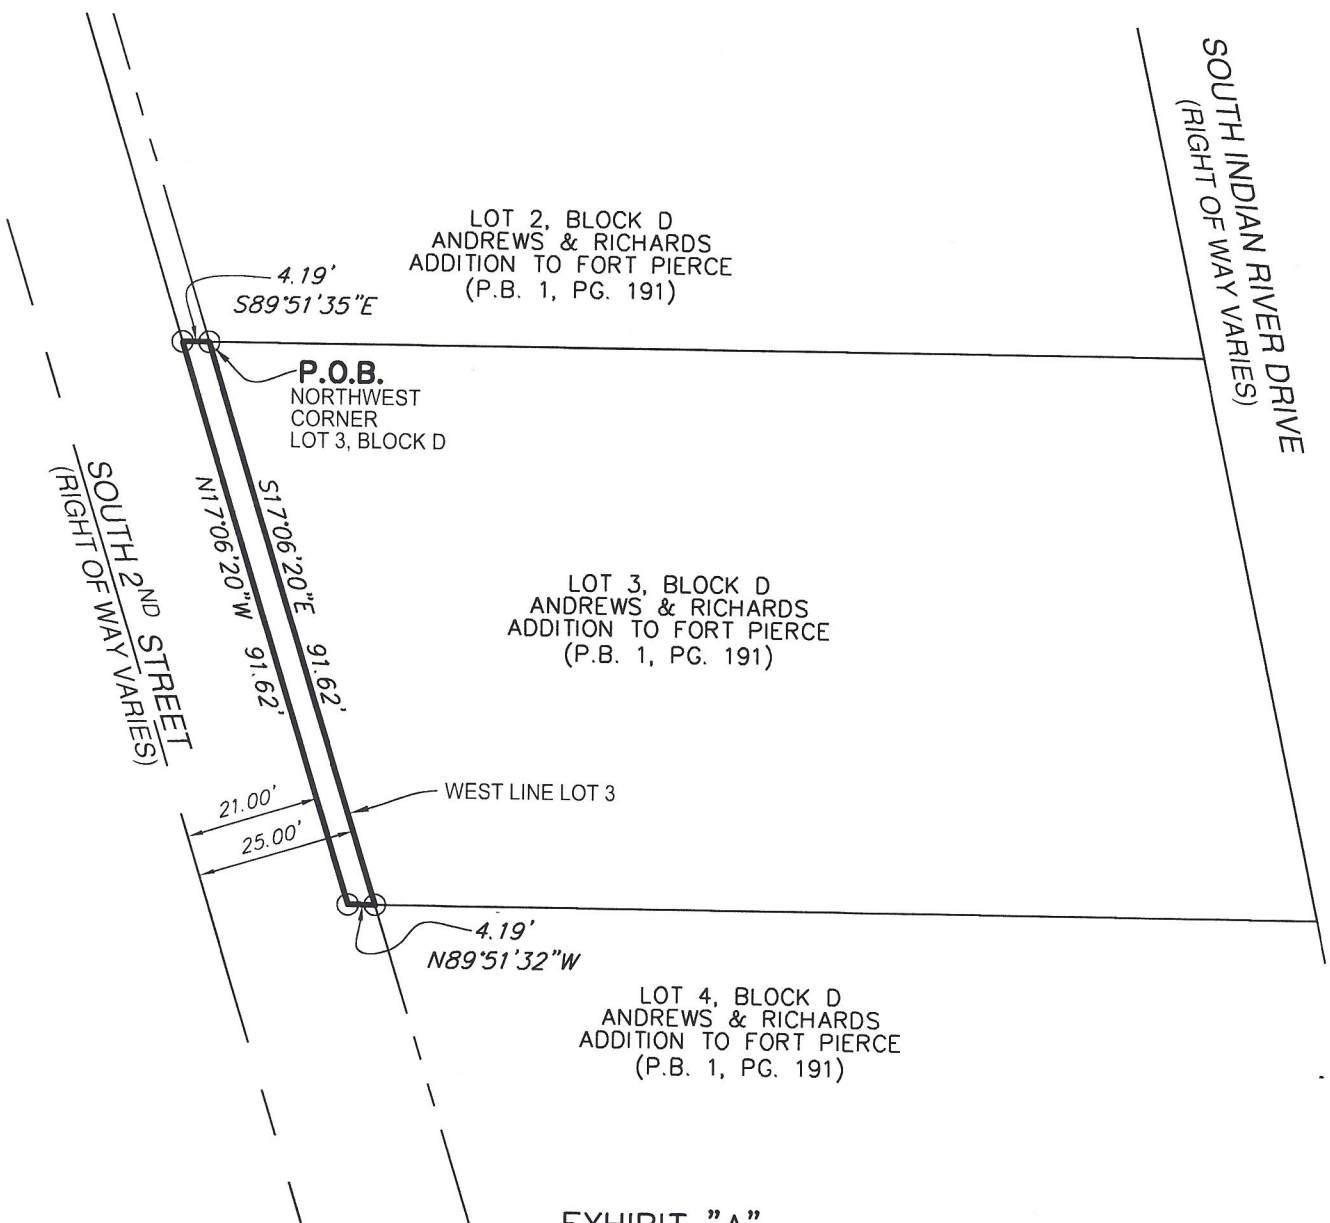 SOUTH INDIAN RIVER DRIVE
(RIGHT OF WAY VARIES)
LOT 2, BLOCK D
ANDREWS & RICHARDS
ADDITION TO FORT PIERCE
(P.B. 1, PG. 191)
4.19'
S89°51'35"E
P.O.B.
NORTHWEST
CORNER
LOT 3, BLOCK D
SOUTH 2ND STREET
(RIGHT OF WAY VARIES)
N17°06'20"W 91.62'
S17°06'20"E 91.62'
LOT 3, BLOCK D
ANDREWS & RICHARDS
ADDITION TO FORT PIERCE
(P.B. 1, PG. 191)
WEST LINE LOT 3
21.00'
25.00'
4.19'
N89°51'32"W
LOT 4, BLOCK D
ANDREWS & RICHARDS
ADDITION TO FORT PIERCE
(P.B. 1, PG. 191)
EXHIBIT "A"